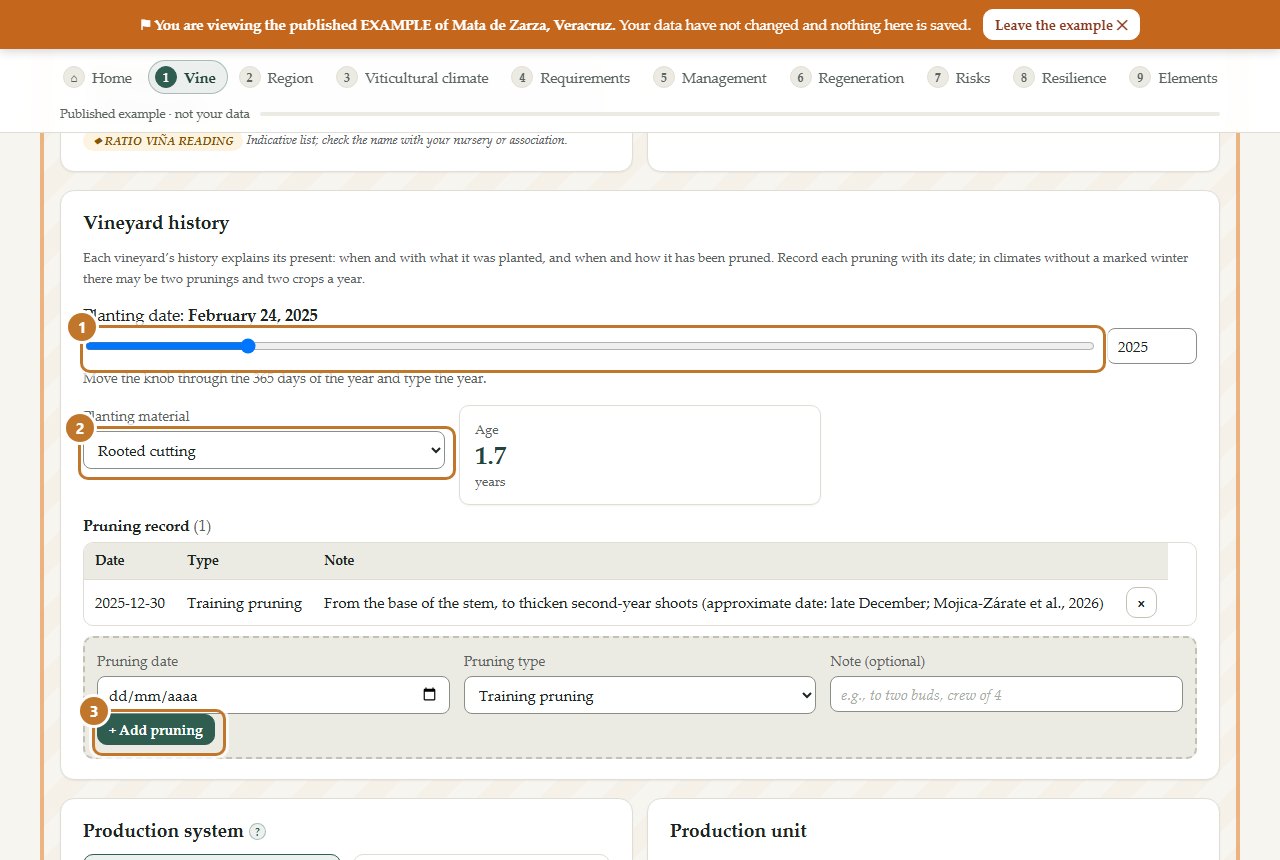 ⚑ You are viewing the published EXAMPLE of Mata de Zarza, Veracruz. Your data have not changed and nothing here is saved. Leave the example ✕
⌂ Home 1 Vine 2 Region 3 Viticultural climate 4 Requirements 5 Management 6 Regeneration 7 Risks 8 Resilience 9 Elements
Published example · not your data
◆ RATIO VIÑA READING Indicative list; check the name with your nursery or association.
Vineyard history
Each vineyard's history explains its present: when and with what it was planted, and when and how it has been pruned. Record each pruning with its date; in climates without a marked winter
there may be two prunings and two crops a year.
Planting date: February 24, 2025
1
2025
Move the knob through the 365 days of the year and type the year.
Planting material
2
Rooted cutting
Age
1.7
years
Pruning record (1)
Date Type Note
2025-12-30 Training pruning From the base of the stem, to thicken second-year shoots (approximate date: late December; Mojica-Zárate et al., 2026) ×
Pruning date Pruning type Note (optional)
dd/mm/aaaa Training pruning e.g., to two buds, crew of 4
3
+ Add pruning
Production system ? Production unit